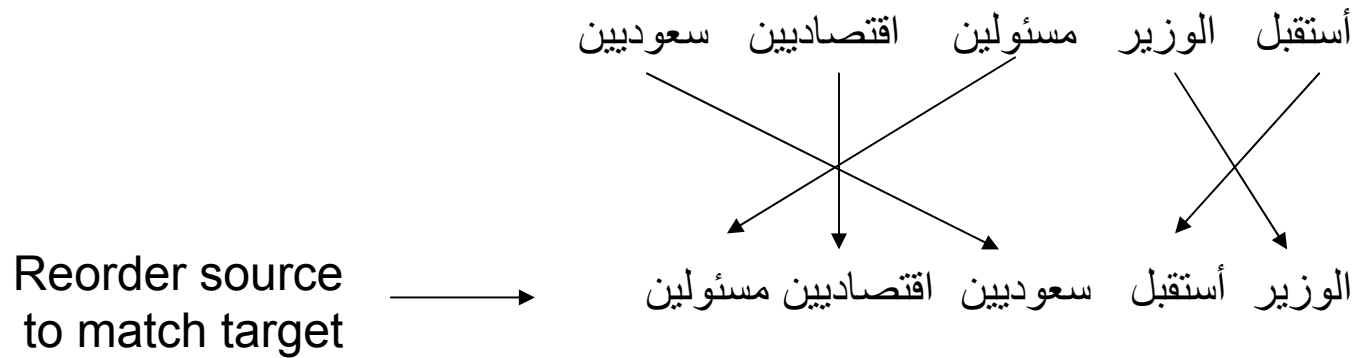 أستقبل الوزير مسئولين اقتصاديين سعوديين
Reorder source
to match target
الوزير أستقبل سعوديين اقتصاديين مسئولين